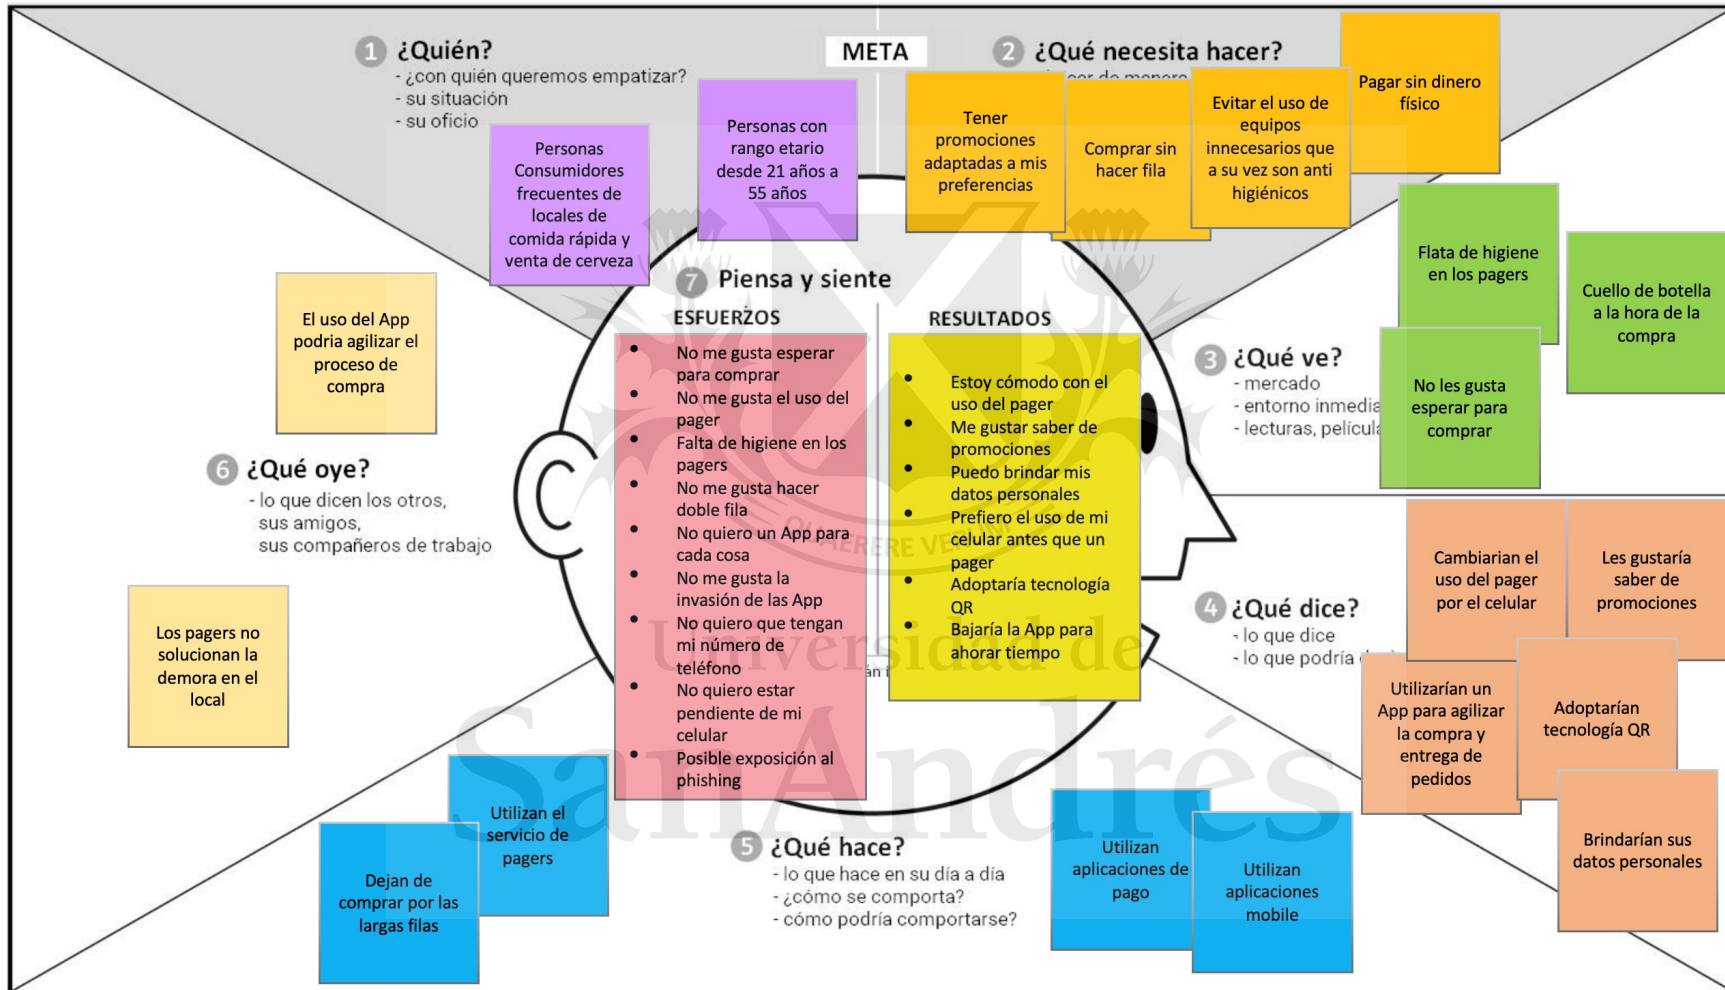 META
1 ¿Quién?
- ¿con quién queremos empatizar?
- su situación
- su oficio
Personas
Consumidores
frecuentes de
locales de
comida rápida y
venta de cerveza
Personas con
rango etario
desde 21 años a
55 años
2 ¿Qué necesita hacer?
Tener
promociones
adaptadas a mis
preferencias
Comprar sin
hacer fila
Evitar el uso de
equipos
innecesarios que
a su vez son anti
higiénicos
Pagar sin dinero
físico
3 ¿Qué ve?
- mercado
- entorno inmedia
- lecturas, película
Flata de higiene
en los pagers
Cuello de botella
a la hora de la
compra
No les gusta
esperar para
comprar
4 ¿Qué dice?
- lo que dice
- lo que podría
Cambiarian el
uso del pager
por el celular
Les gustaría
saber de
promociones
Utilizarían un
App para agilizar
la compra y
entrega de
pedidos
Adoptarían
tecnología QR
Brindarían sus
datos personales
5 ¿Qué hace?
- lo que hace en su día a día
- ¿cómo se comporta?
- cómo podría comportarse?
Utilizan el
servicio de
pagers
Dejan de
comprar por las
largas filas
Utilizan
aplicaciones de
pago
Utilizan
aplicaciones
mobile
6 ¿Qué oye?
- lo que dicen los otros,
sus amigos,
sus compañeros de trabajo
El uso del App
podria agilizar el
proceso de
compra
Los pagers no
solucionan la
demora en el
local
7 Piensa y siente
ESFUERZOS
• No me gusta esperar
para comprar
• No me gusta el uso del
pager
• Falta de higiene en los
pagers
• No me gusta hacer
doble fila
• No quiero un App para
cada cosa
• No me gusta la
invasión de las App
• No quiero que tengan
mi número de
teléfono
• No quiero estar
pendiente de mi
celular
• Posible exposición al
phishing
RESULTADOS
• Estoy cómodo con el
uso del pager
• Me gustar saber de
promociones
• Puedo brindar mis
datos personales
• Prefiero el uso de mi
celular antes que un
pager
• Adoptaría tecnología
QR
• Bajaría la App para
ahorar tiempo
QUAERERE VERUM
Universidad de
SanAndrés